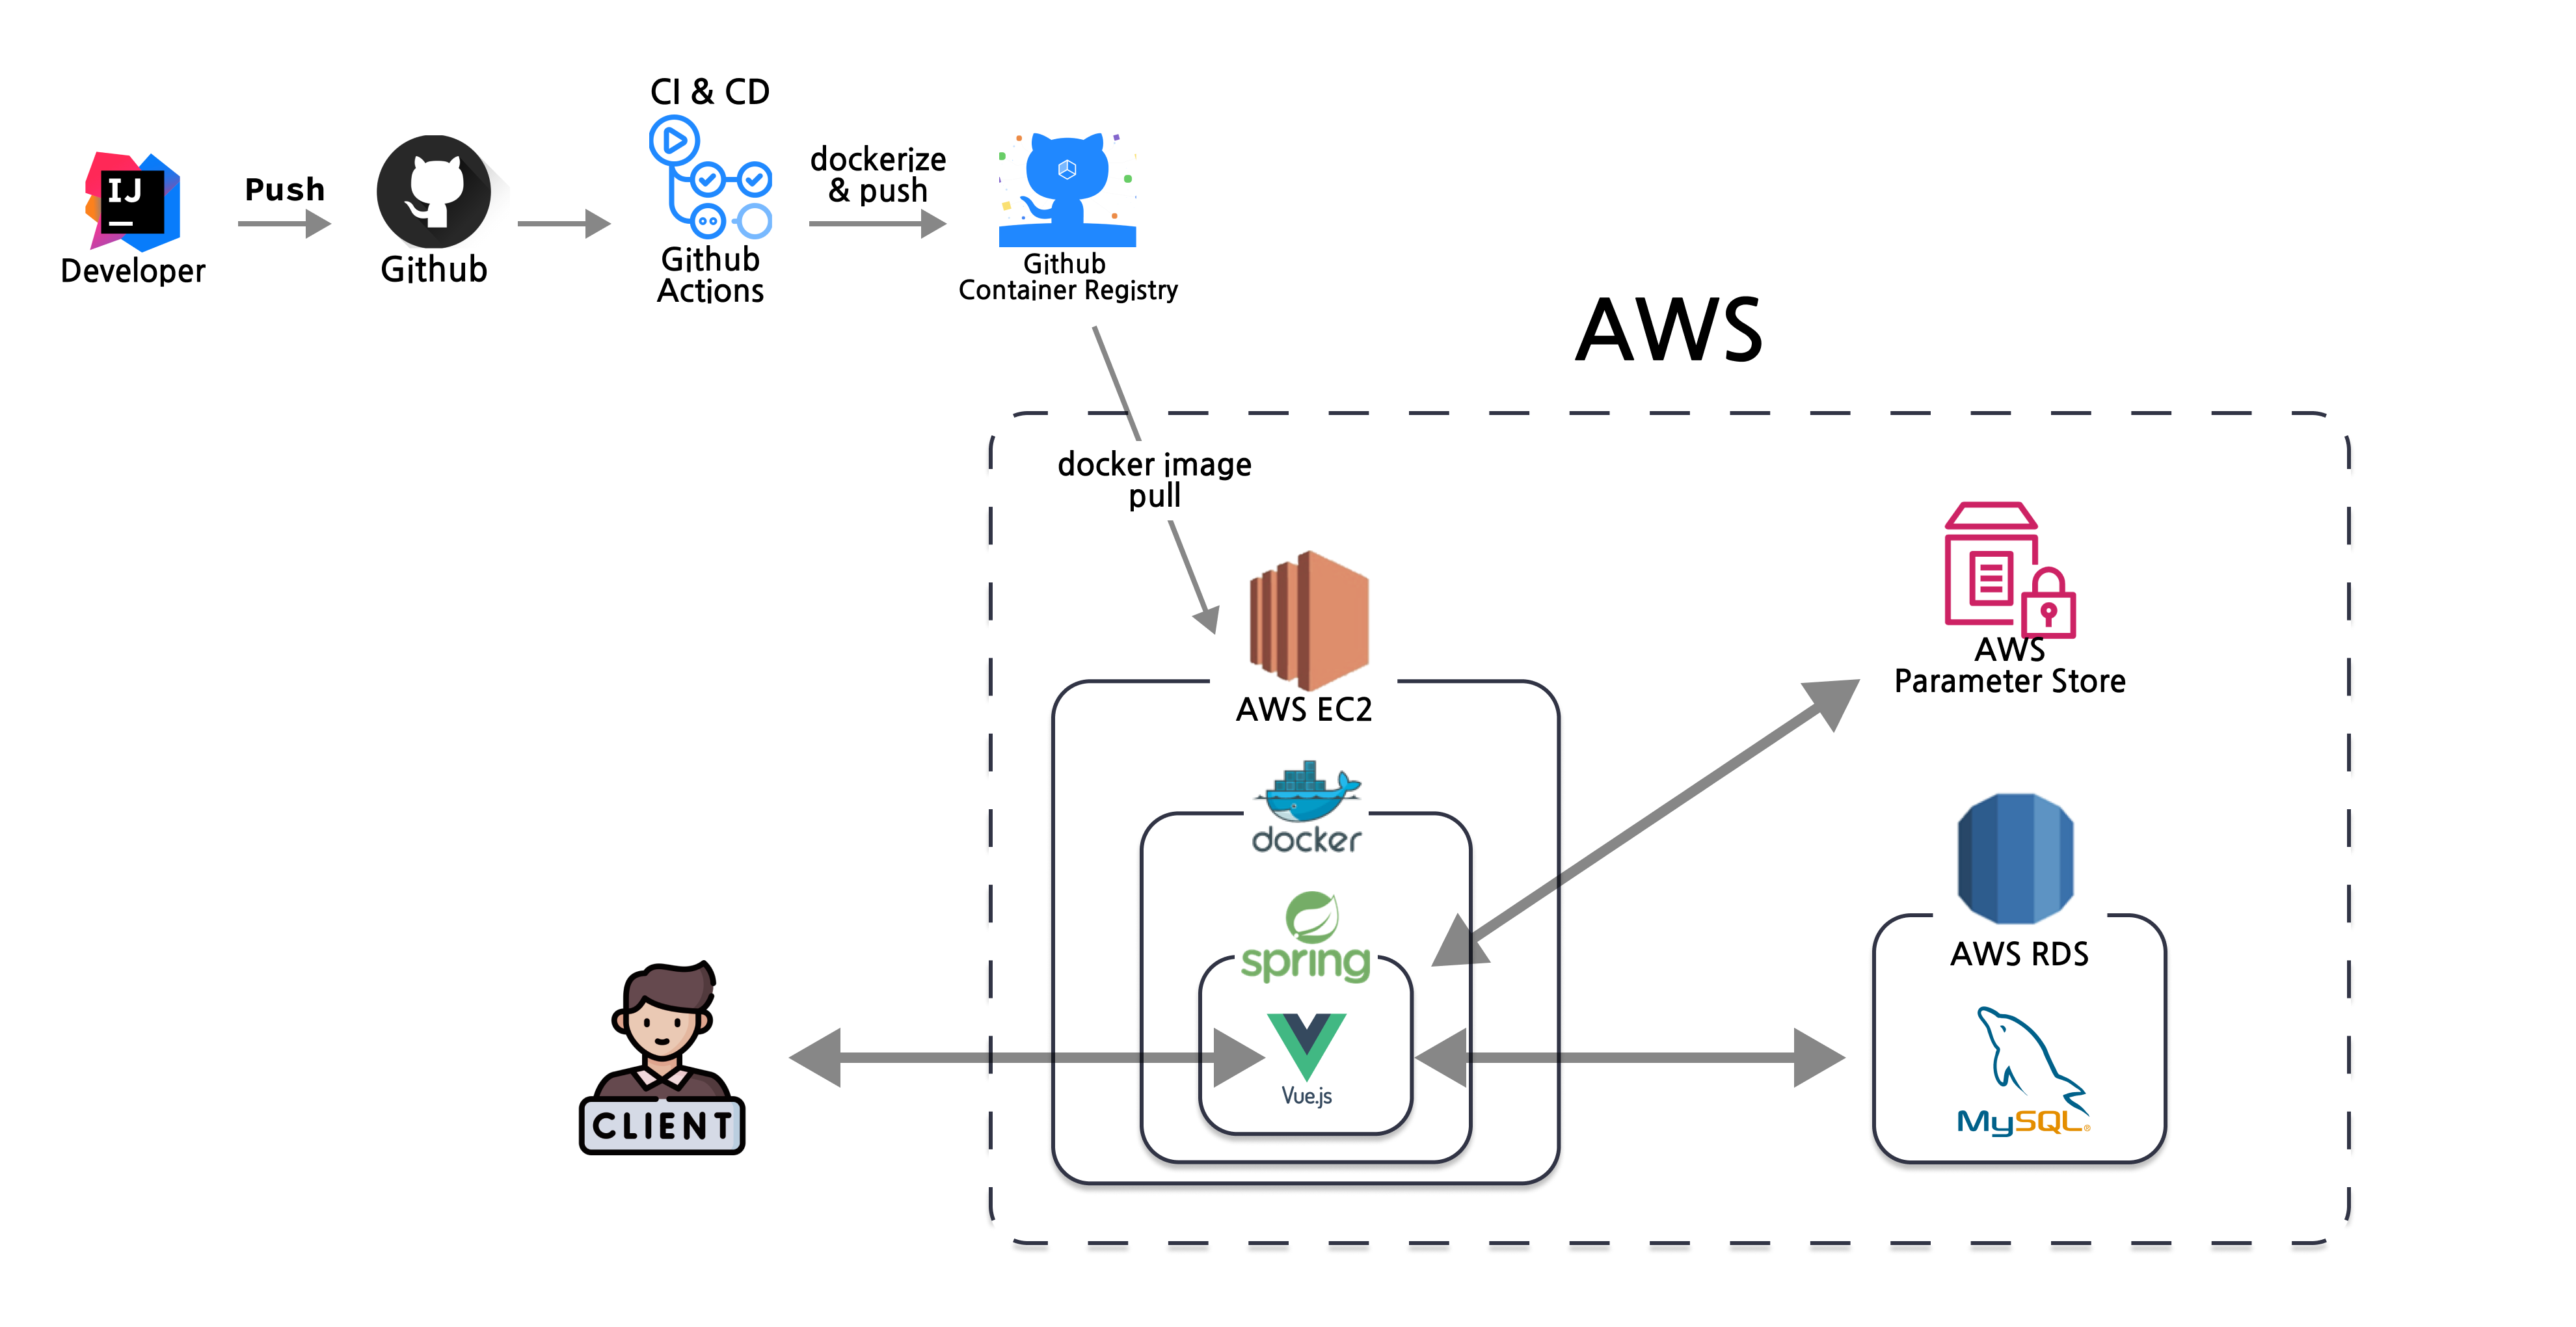 CI & CD
IJ
Push
dockerize
& push
Developer
Github
Github
Actions
Github
Container Registry
AWS
docker image
pull
AWS
Parameter Store
AWS EC2
docker
spring
Vue.js
AWS RDS
MySQL®
CLIENT